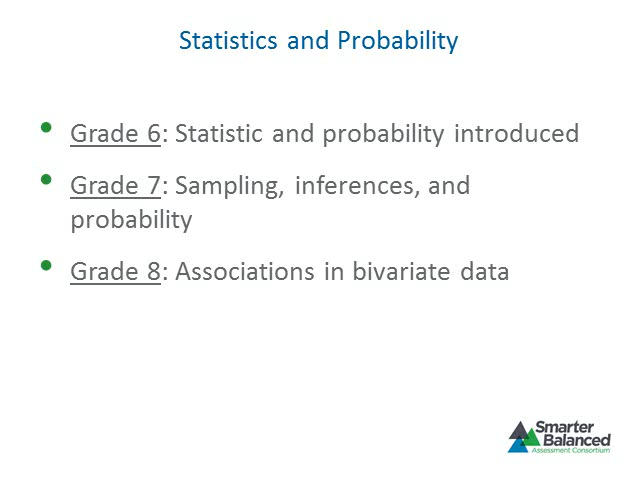 Statistics and Probability
• Grade 6: Statistic and probability introduced
• Grade 7: Sampling, inferences, and
probability
• Grade 8: Associations in bivariate data
Smarter
Balanced
Assessment Consortium